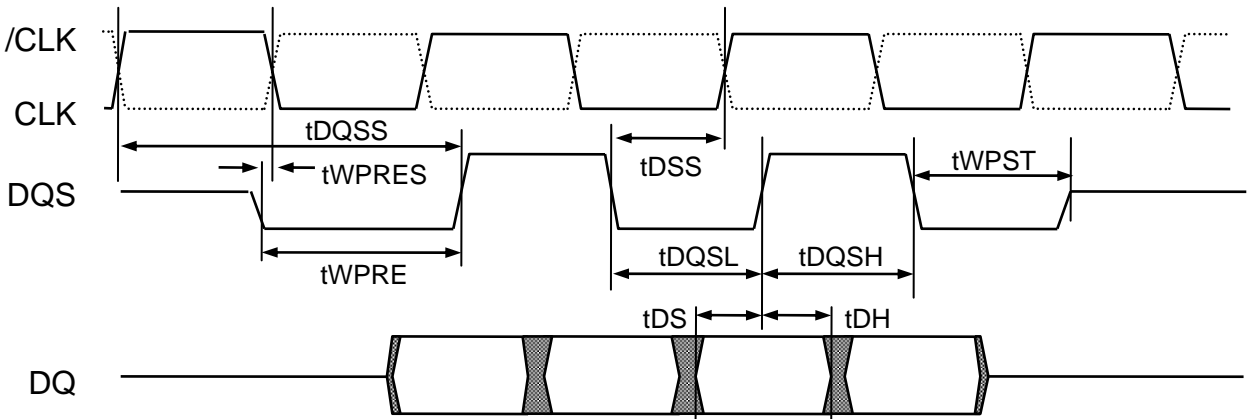 /CLK
CLK
tDQSS
tDSS
tWPRES
tWPST
DQS
tDQSL
tDQSH
tWPRE
tDS
tDH
DQ